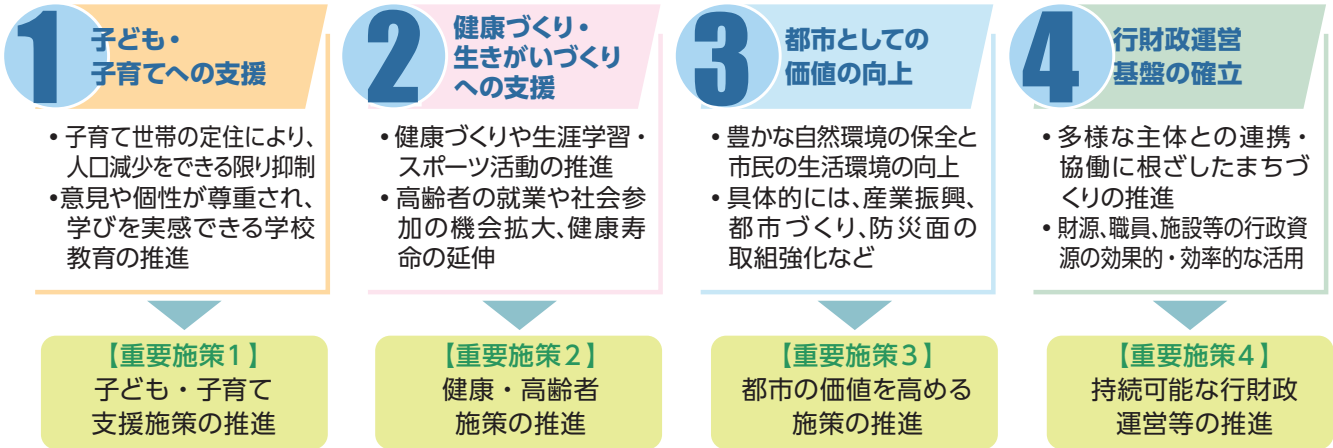 1
子ども・
子育てへの支援
• 子育て世帯の定住により、
人口減少をできる限り抑制
•意見や個性が尊重され、
学びを実感できる学校
教育の推進
【重要施策1】
子ども・子育て
支援施策の推進
2
健康づくり・
生きがいづくり
への支援
• 健康づくりや生涯学習・
スポーツ活動の推進
• 高齢者の就業や社会参
加の機会拡大、健康寿
命の延伸
【重要施策2】
健康・高齢者
施策の推進
3
都市としての
価値の向上
• 豊かな自然環境の保全と
市民の生活環境の向上
• 具体的には、産業振興、
都市づくり、防災面の
取組強化など
【重要施策3】
都市の価値を高める
施策の推進
4
行財政運営
基盤の確立
• 多様な主体との連携・
協働に根ざしたまちづ
くりの推進
• 財源、職員、施設等の行政資
源の効果的・効率的な活用
【重要施策4】
持続可能な行財政
運営等の推進